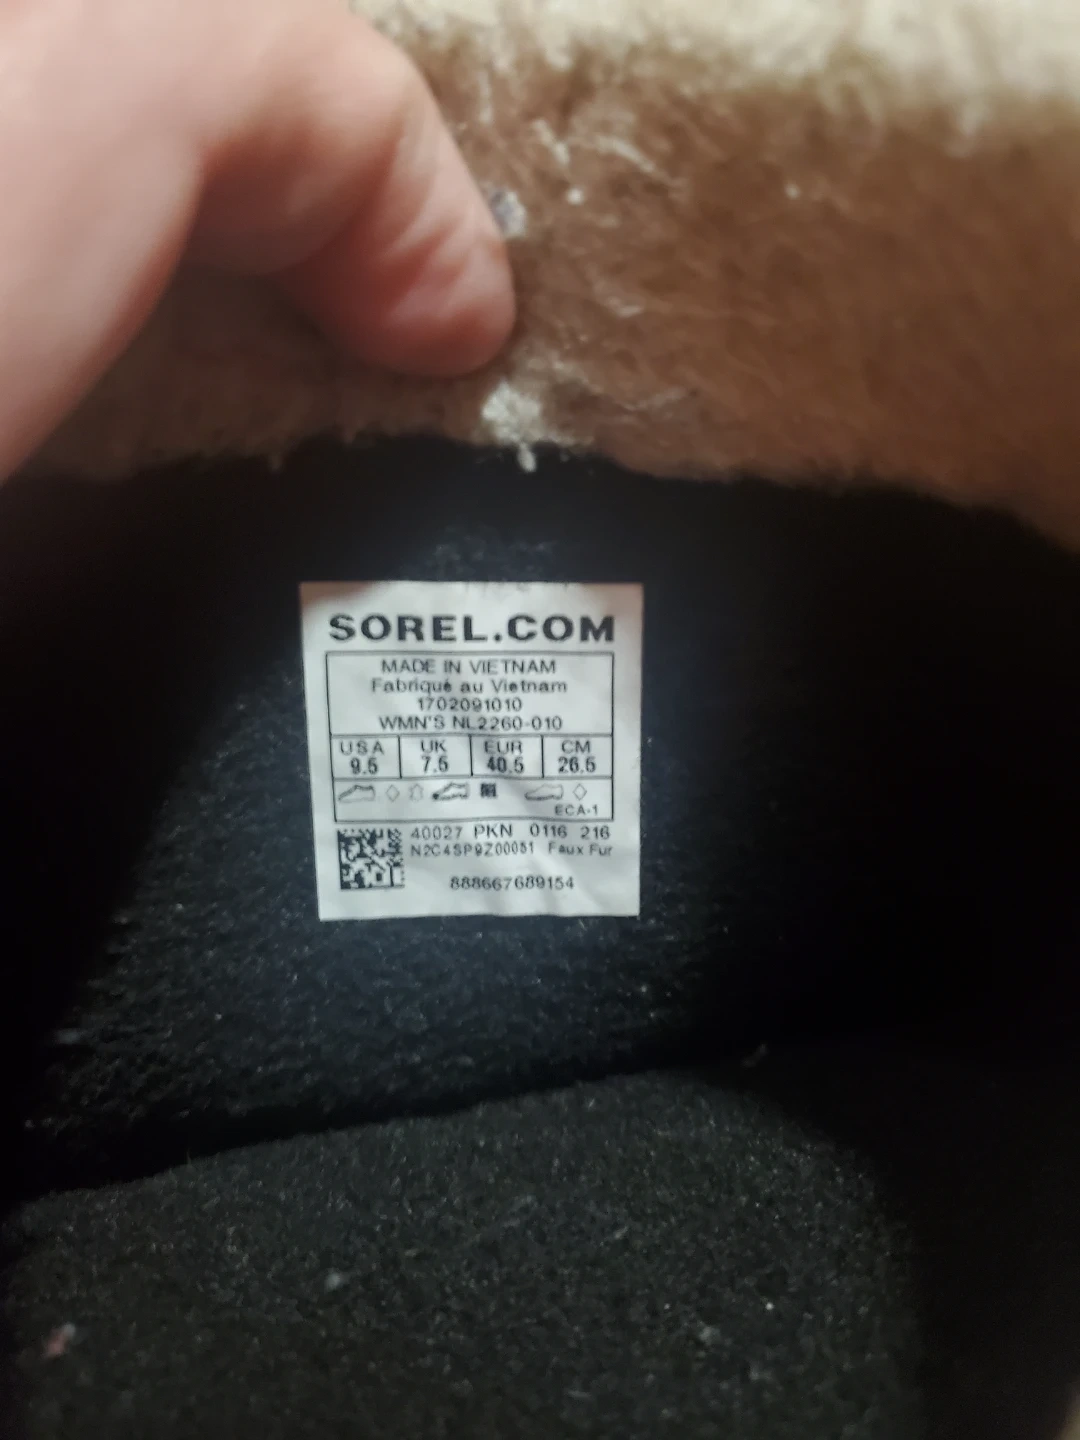 SOREL.COM
MADE IN VIETNAM
Fabriqué au Vietnam
1702091010
WMN'S NL2260-010
USA UK EUR CM
9.5 7.5 40.5 26.5
ECA-1
40027 PKN 0116 216
N2C4SP9Z00051 Faux Fur
888667689154